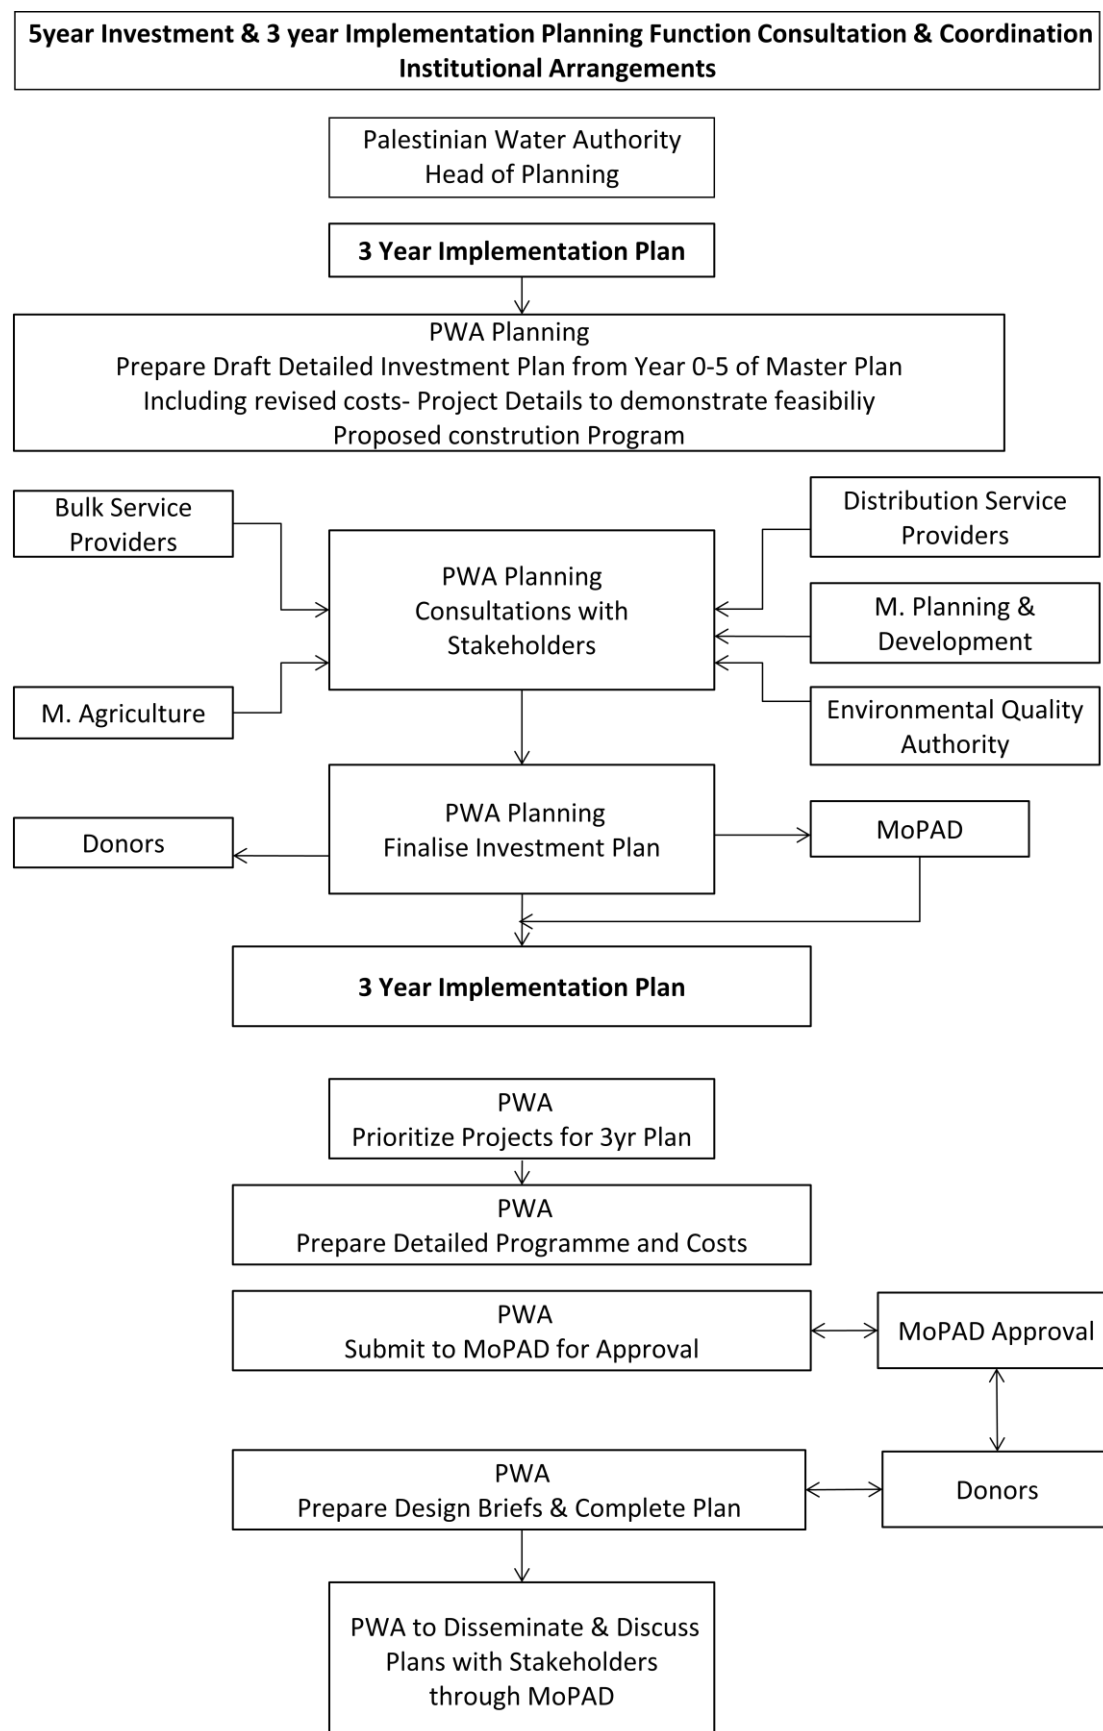 5year Investment & 3 year Implementation Planning Function Consultation & Coordination
Institutional Arrangements
Palestinian Water Authority
Head of Planning
3 Year Implementation Plan
PWA Planning
Prepare Draft Detailed Investment Plan from Year 0-5 of Master Plan
Including revised costs- Project Details to demonstrate feasibiliy
Proposed constrution Program
Bulk Service
Providers
Distribution Service
Providers
PWA Planning
Consultations with
Stakeholders
M. Planning &
Development
M. Agriculture
Environmental Quality
Authority
PWA Planning
Finalise Investment Plan
Donors
MoPAD
3 Year Implementation Plan
PWA
Prioritize Projects for 3yr Plan
PWA
Prepare Detailed Programme and Costs
PWA
Submit to MoPAD for Approval
MoPAD Approval
PWA
Prepare Design Briefs & Complete Plan
Donors
PWA to Disseminate & Discuss
Plans with Stakeholders
through MoPAD